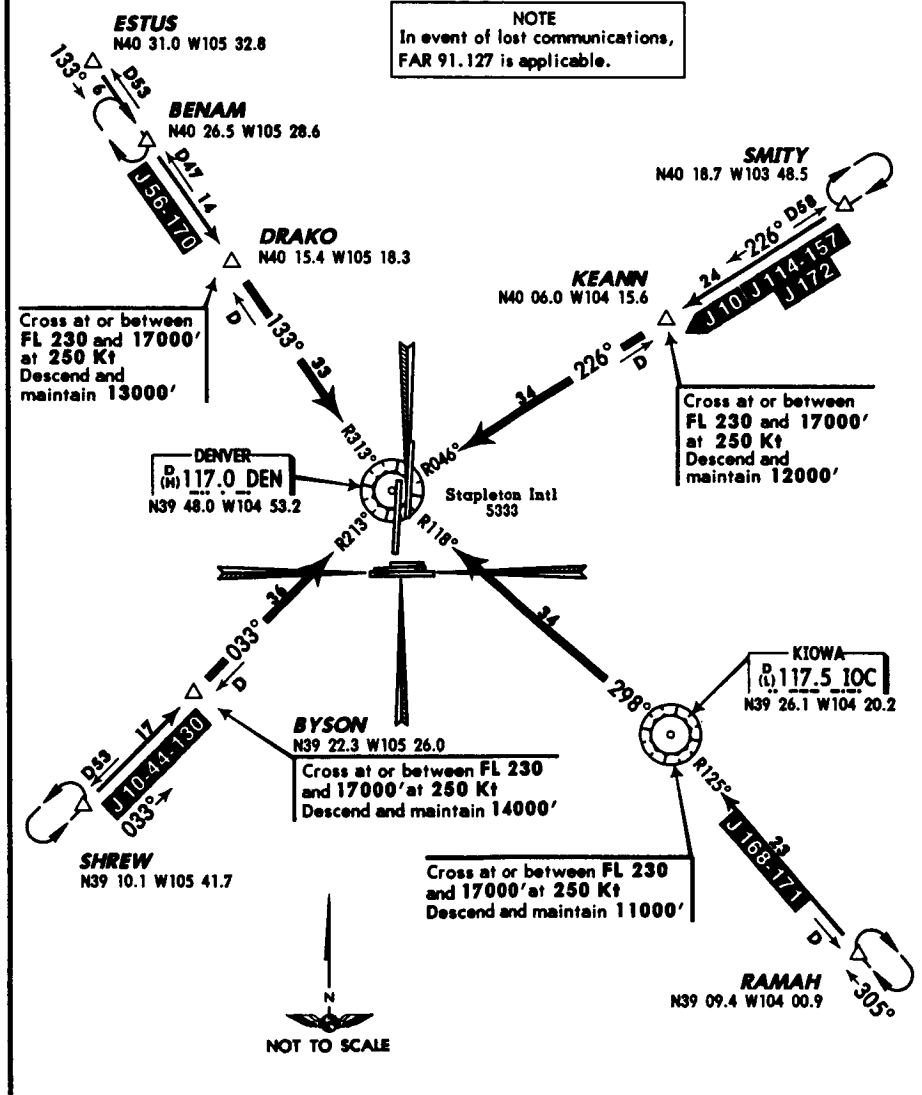 NOTE
In event of lost communications,
FAR 91.127 is applicable.
ESTUS
N40 31.0 W105 32.8
133°
6
D53
BENAM
N40 26.5 W105 28.6
D47
14
J 56-170
DRAKO
N40 15.4 W105 18.3
D
Cross at or between
FL 230 and 17000'
at 250 Kt
Descend and
maintain 13000'
133°
33
R313°
SMITY
N40 18.7 W103 48.5
D58
226°
24
J 10
J 114-157
J 172
KEANN
N40 06.0 W104 15.6
D
226°
34
R046°
Cross at or between
FL 230 and 17000'
at 250 Kt
Descend and
maintain 12000'
DENVER
D
(H) 117.0 DEN
N39 48.0 W104 53.2
Stapleton Intl
5333
R213°
R118°
36
033°
D
34
298°
KIOWA
D
(L) 117.5 IOC
N39 26.1 W104 20.2
BYSON
N39 22.3 W105 26.0
Cross at or between FL 230
and 17000' at 250 Kt
Descend and maintain 14000'
D53
17
J 10-44-130
033°
SHREW
N39 10.1 W105 41.7
R125°
23
J 168-171
D
Cross at or between FL 230
and 17000' at 250 Kt
Descend and maintain 11000'
RAMAH
N39 09.4 W104 00.9
305°
N
NOT TO SCALE